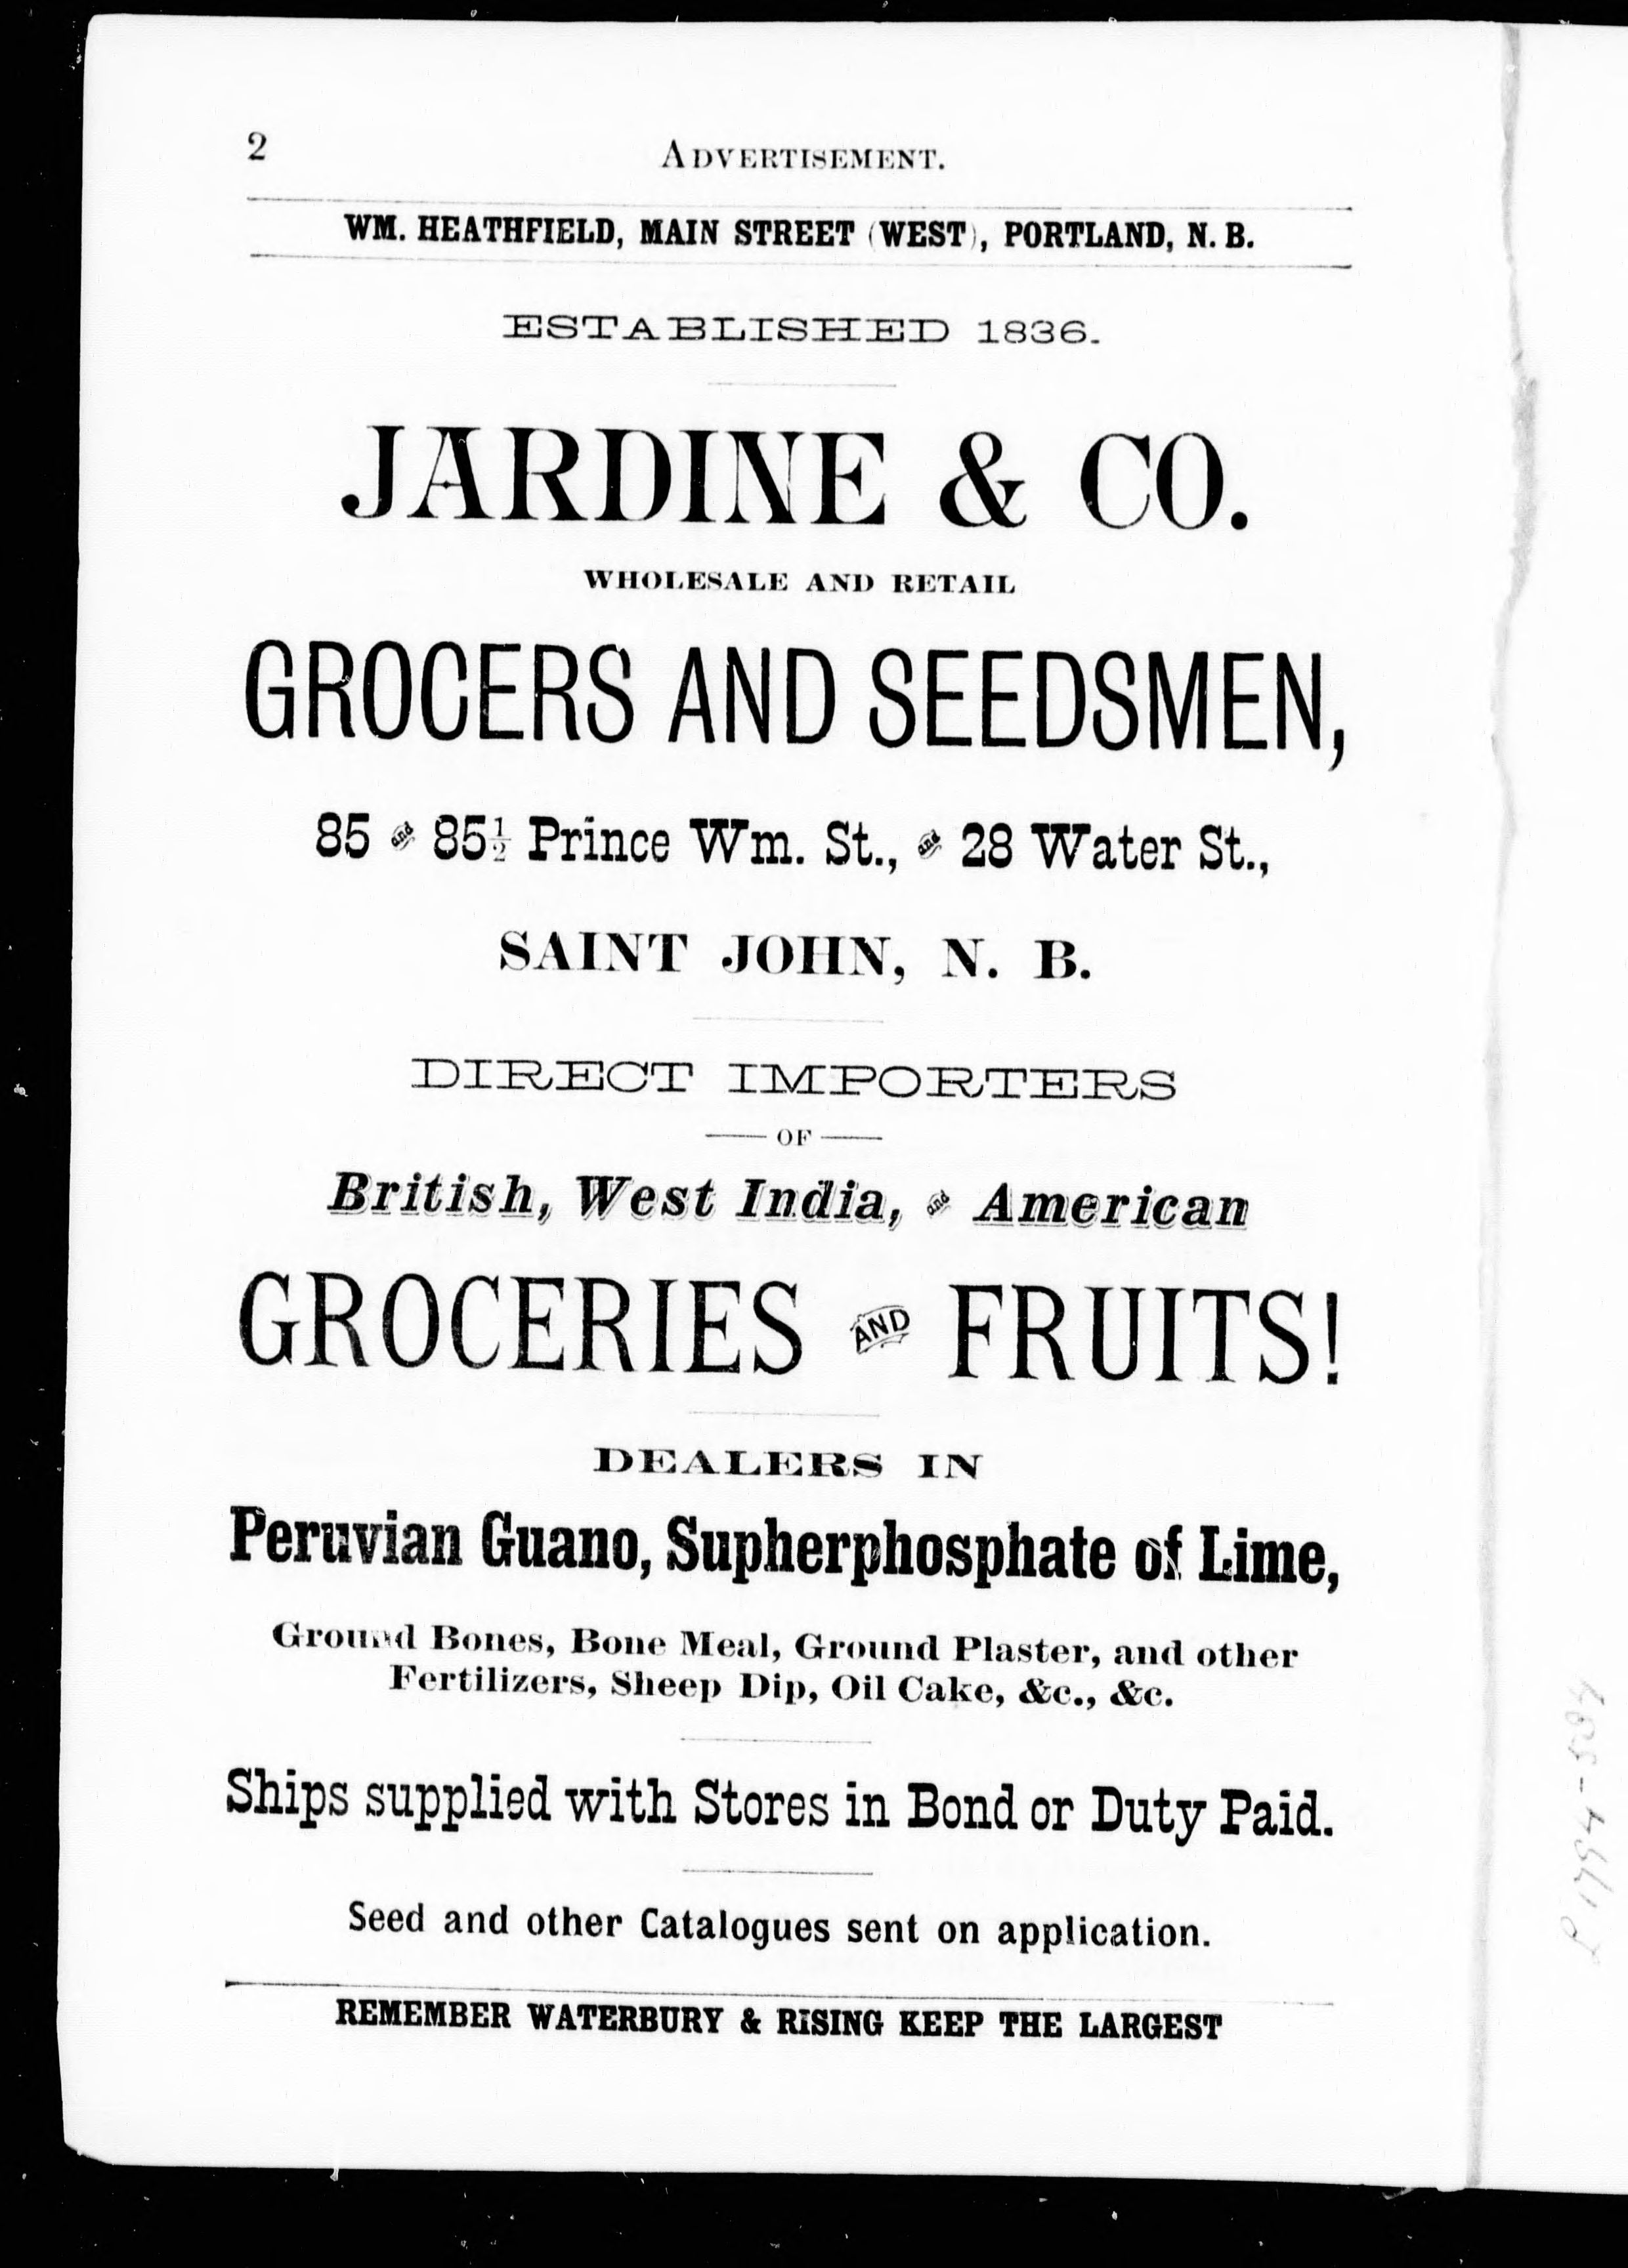 2
ADVERTISEMENT.
WM. HEATHFIELD, MAIN STREET (WEST), PORTLAND, N. B.
ESTABLISHED 1836.
JARDINE & CO.
WHOLESALE AND RETAIL
GROCERS AND SEEDSMEN,
85 and 85½ Prince Wm. St., and 28 Water St.,
SAINT JOHN, N. B.
DIRECT IMPORTERS
OF
British, West India, and American
GROCERIES AND FRUITS!
DEALERS IN
Peruvian Guano, Supherphosphate of Lime,
Ground Bones, Bone Meal, Ground Plaster, and other
Fertilizers, Sheep Dip, Oil Cake, &c., &c.
Ships supplied with Stores in Bond or Duty Paid.
Seed and other Catalogues sent on application.
REMEMBER WATERBURY & RISING KEEP THE LARGEST